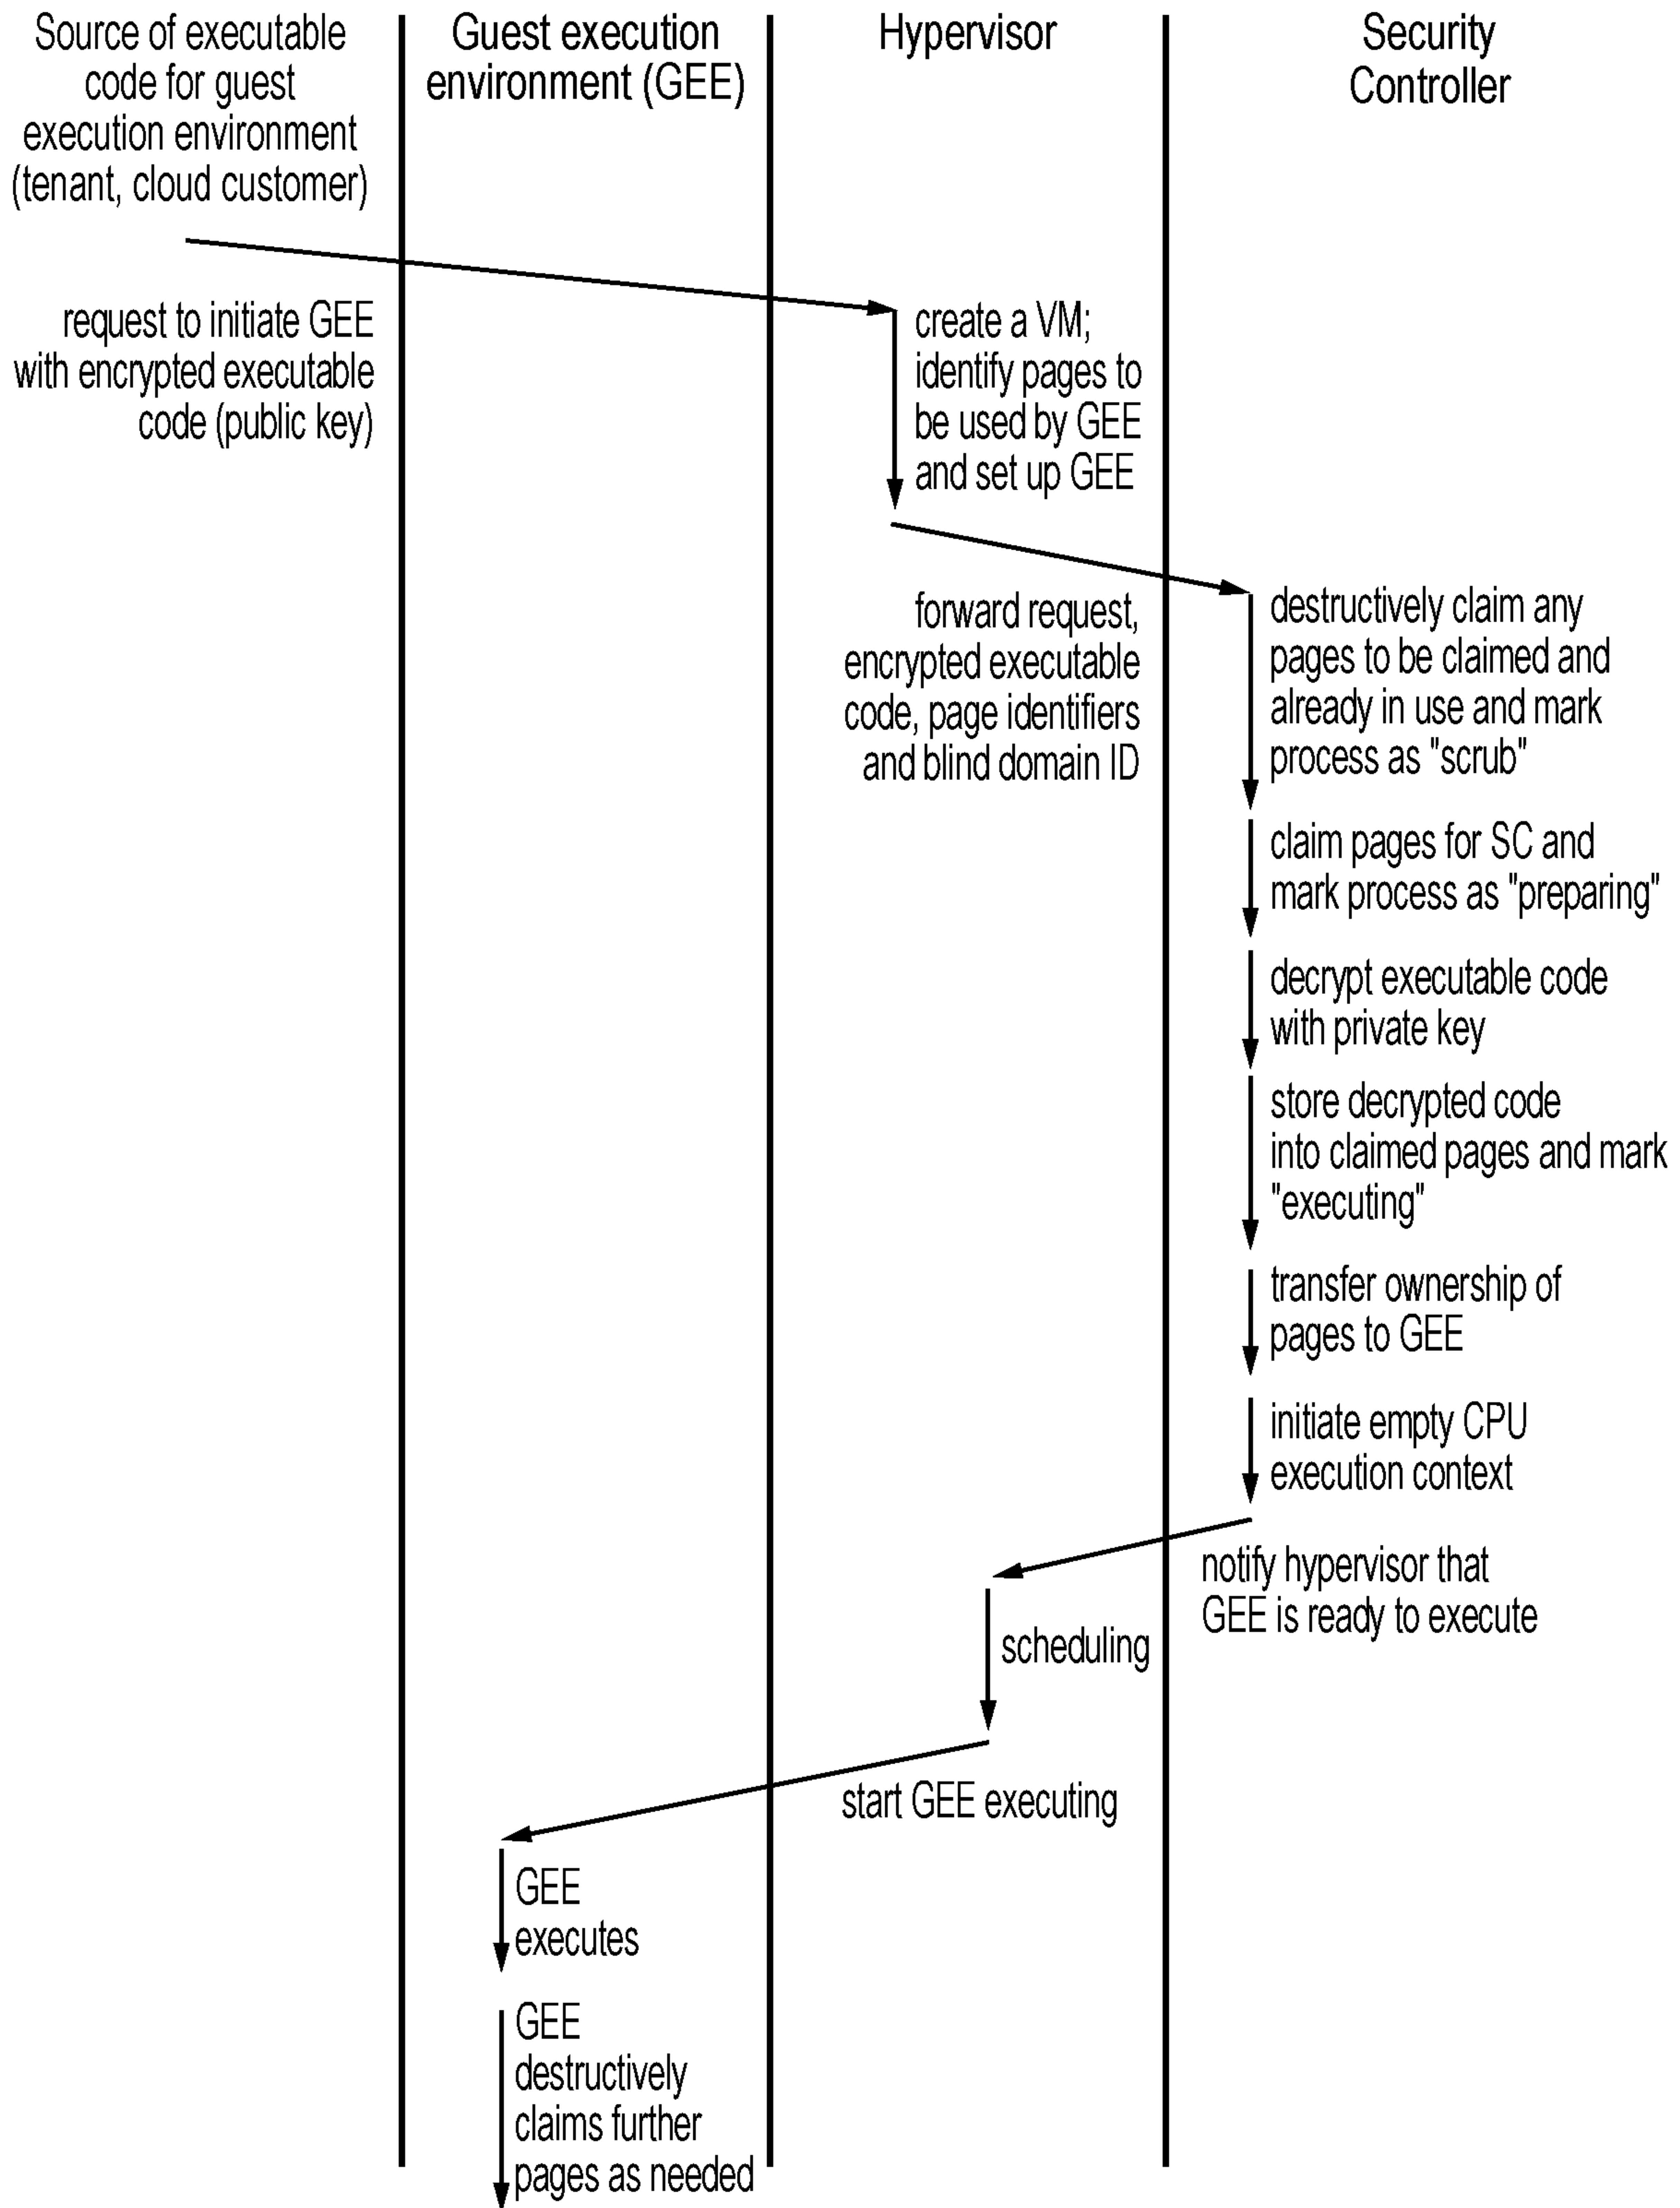 Source of executable
code for guest
execution environment
(tenant, cloud customer)
Guest execution
environment (GEE)
Hypervisor
Security
Controller
request to initiate GEE
with encrypted executable
code (public key)
create a VM;
identify pages to
be used by GEE
and set up GEE
forward request,
encrypted executable
code, page identifiers
and blind domain ID
destructively claim any
pages to be claimed and
already in use and mark
process as "scrub"
claim pages for SC and
mark process as "preparing"
decrypt executable code
with private key
store decrypted code
into claimed pages and mark
"executing"
transfer ownership of
pages to GEE
initiate empty CPU
execution context
notify hypervisor that
GEE is ready to execute
scheduling
start GEE executing
GEE
executes
GEE
destructively
claims further
pages as needed